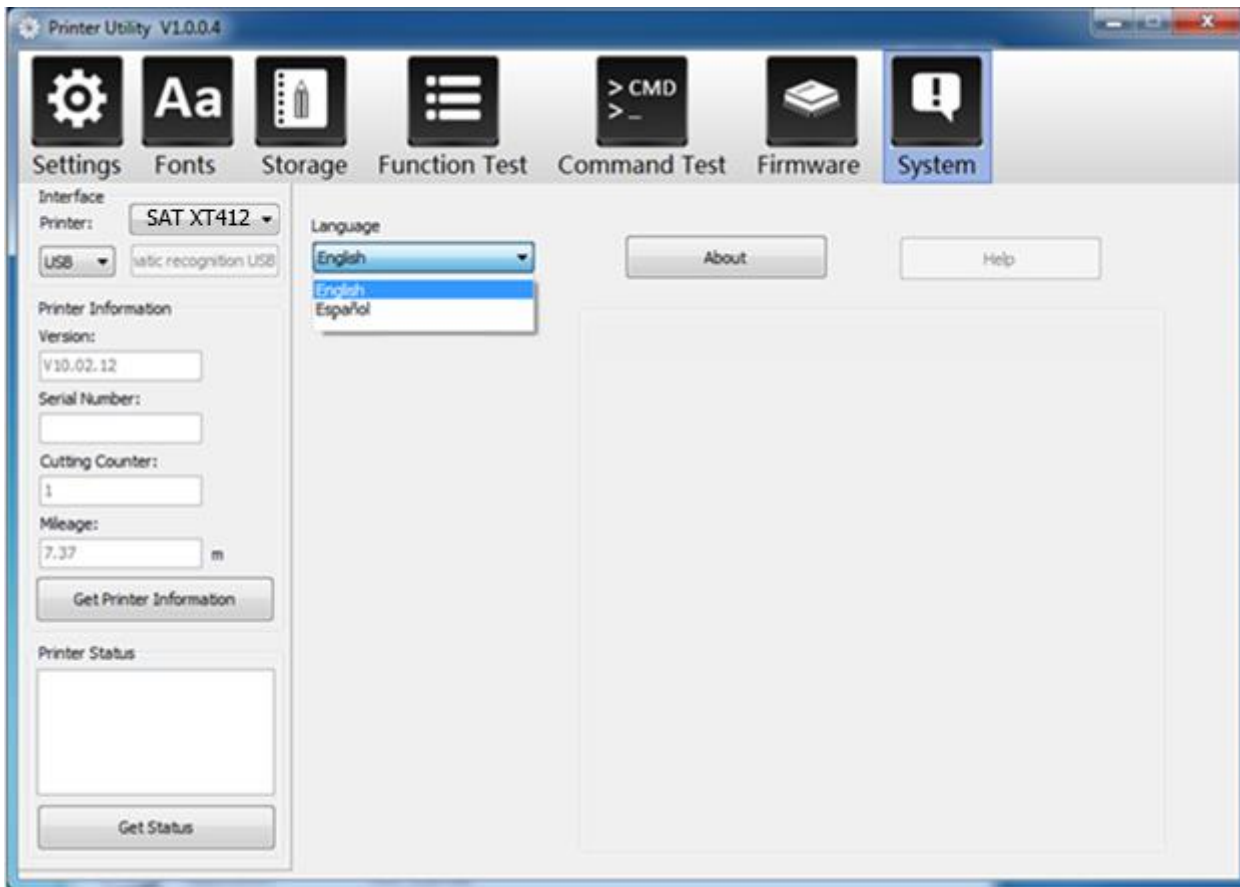 Printer Utility V1.0.0.4
Aa
> CMD
> _
Settings Fonts Storage Function Test Command Test Firmware System
Interface
Printer: SAT XT412
USB atic recognition USB
Printer Information
Version:
V10.02.12
Serial Number:
Cutting Counter:
1
Mileage:
7.37 m
Get Printer Information
Printer Status
Get Status
Language
English
English
Español
About
Help